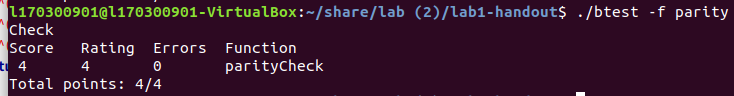 l170300901@l170300901-VirtualBox:~/share/lab (2)/lab1-handout$ ./btest -f parity
Check
Score Rating Errors Function
4 4 0 parityCheck
Total points: 4/4